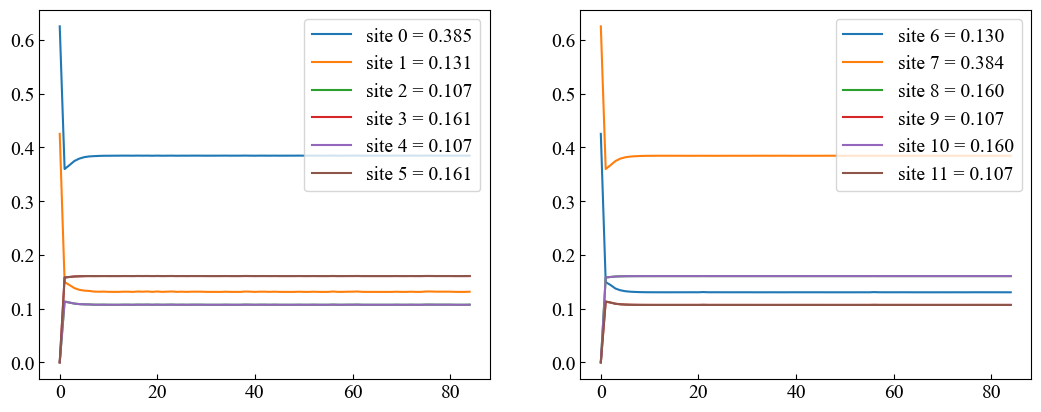 0.6
0.5
0.4
0.3
0.2
0.1
0.0
0
20
40
60
80
site 0 = 0.385
site 1 = 0.131
site 2 = 0.107
site 3 = 0.161
site 4 = 0.107
site 5 = 0.161
0.6
0.5
0.4
0.3
0.2
0.1
0.0
0
20
40
60
80
site 6 = 0.130
site 7 = 0.384
site 8 = 0.160
site 9 = 0.107
site 10 = 0.160
site 11 = 0.107